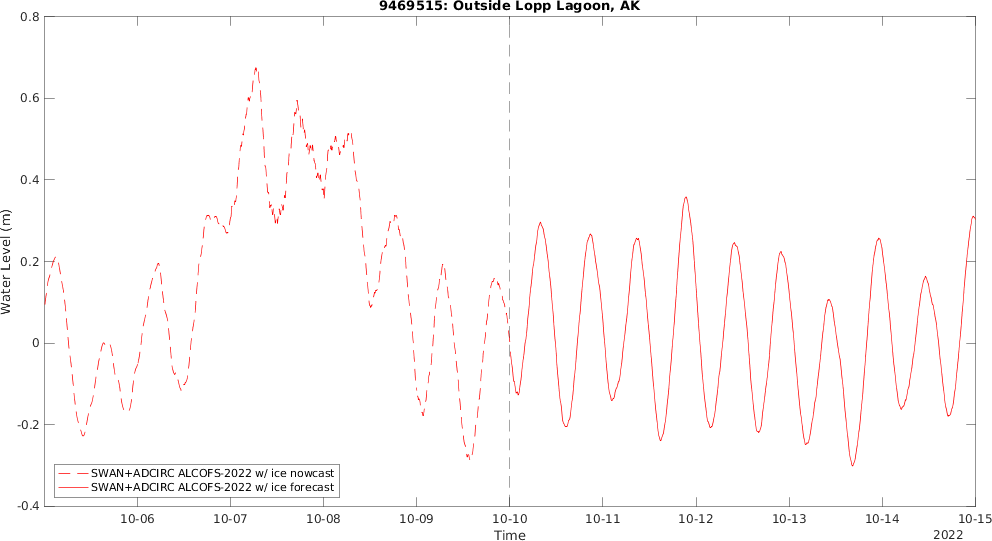 9469515: Outside Lopp Lagoon, AK
0.8
0.6
0.4
0.2
0
-0.2
-0.4
Water Level (m)
SWAN+ADCIRC ALCOFS-2022 w/ ice nowcast
SWAN+ADCIRC ALCOFS-2022 w/ ice forecast
10-06 10-07 10-08 10-09 10-10 10-11 10-12 10-13 10-14 10-15
Time
2022